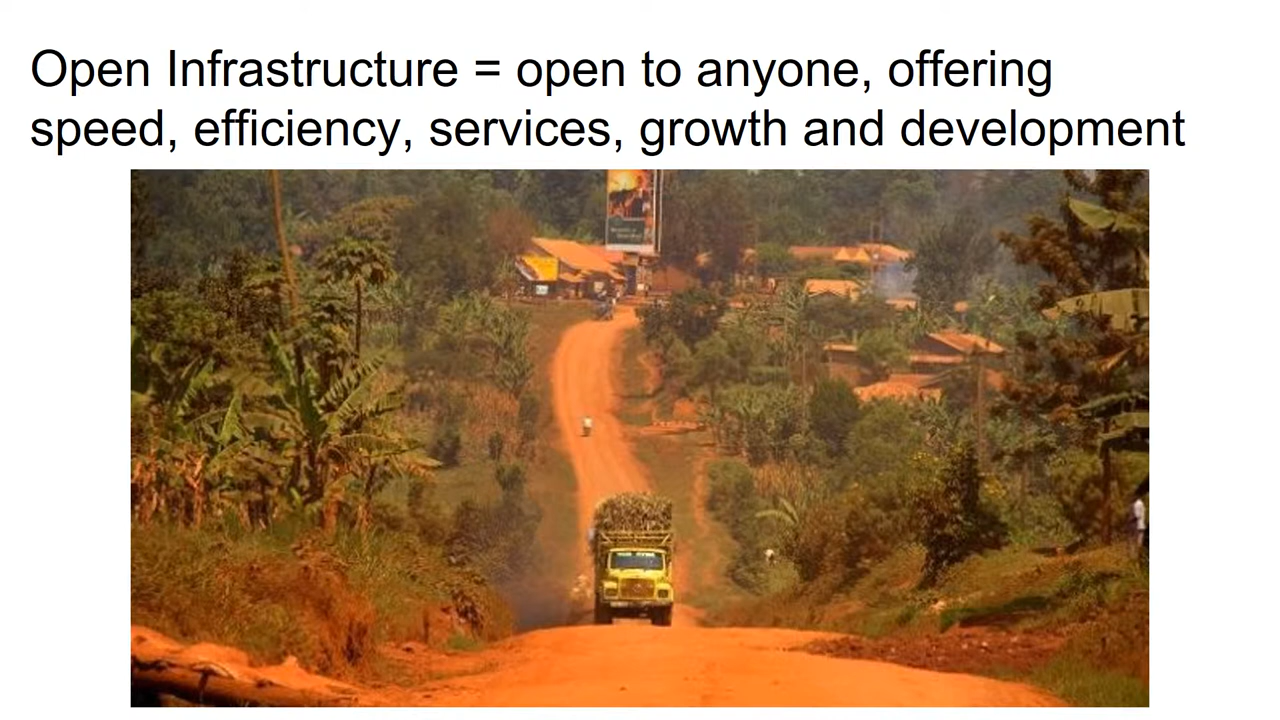 Open Infrastructure = open to anyone, offering
speed, efficiency, services, growth and development